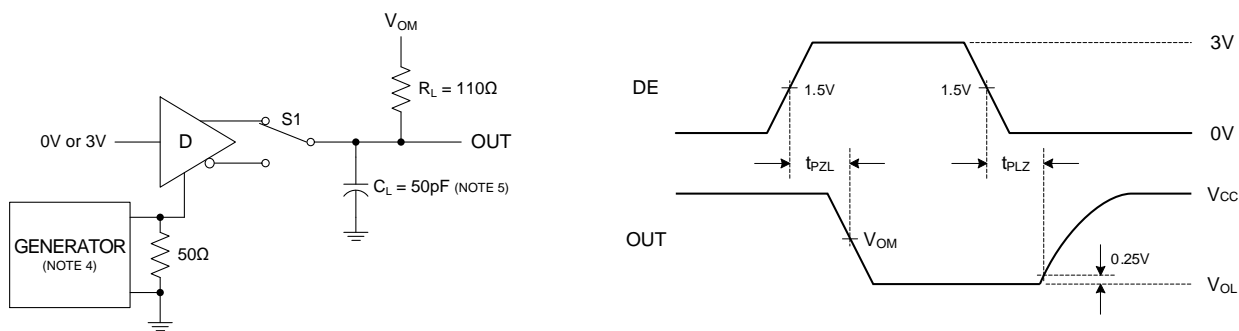 VOM
RL = 110Ω
S1
0V or 3V
D
OUT
CL = 50pF (NOTE 5)
GENERATOR
(NOTE 4)
50Ω
3V
DE
1.5V
1.5V
0V
tPZL
tPLZ
VCC
OUT
VOM
0.25V
VOL